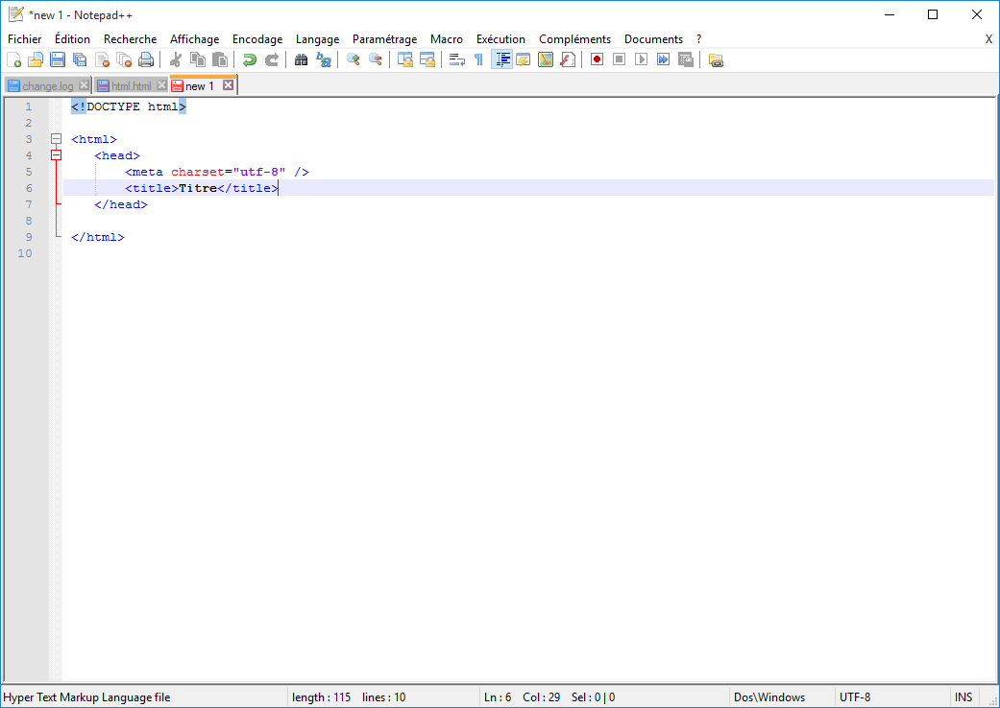 *new 1 - Notepad++
Fichier Édition Recherche Affichage Encodage Langage Paramétrage Macro Exécution Compléments Documents ? X
change.log html.html new 1
1 <!DOCTYPE html>
2
3 <html>
4 <head>
5 <meta charset="utf-8" />
6 <title>Titre</title>
7 </head>
8
9 </html>
10
Hyper Text Markup Language file length : 115 lines : 10 Ln : 6 Col : 29 Sel : 0 | 0 Dos\Windows UTF-8 INS